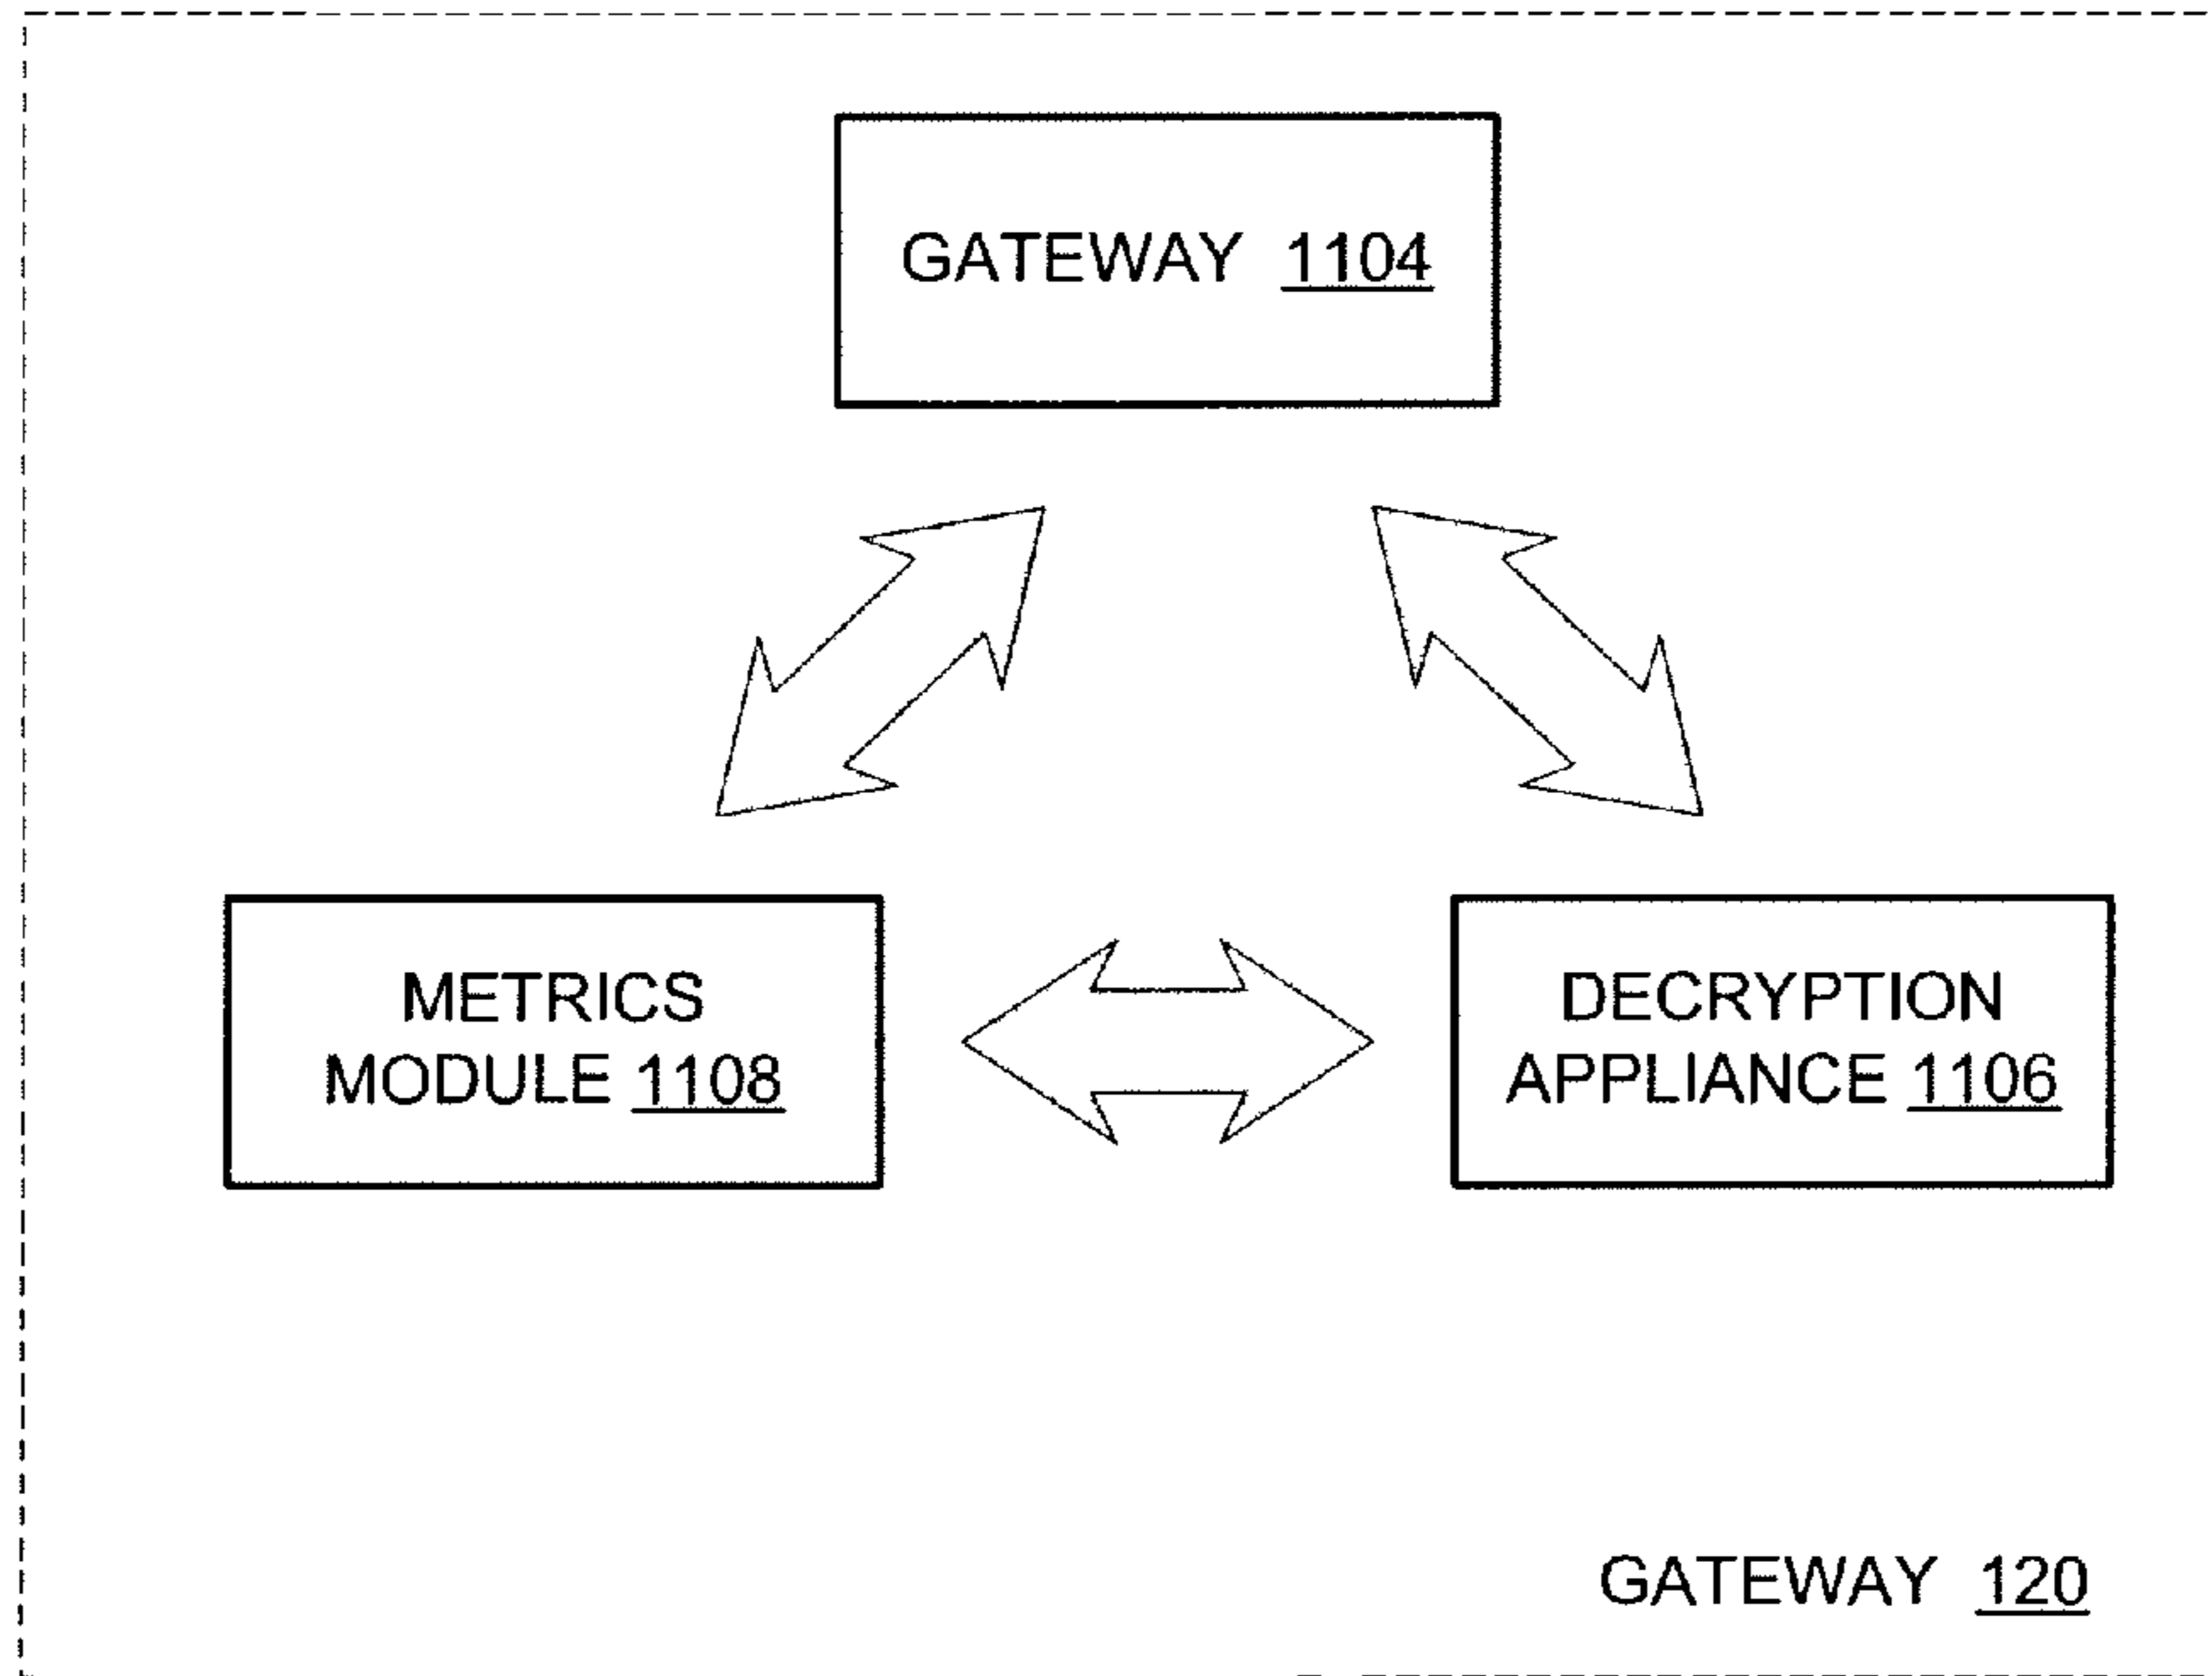 GATEWAY 1104
METRICS
MODULE 1108
DECRYPTION
APPLIANCE 1106
GATEWAY 120